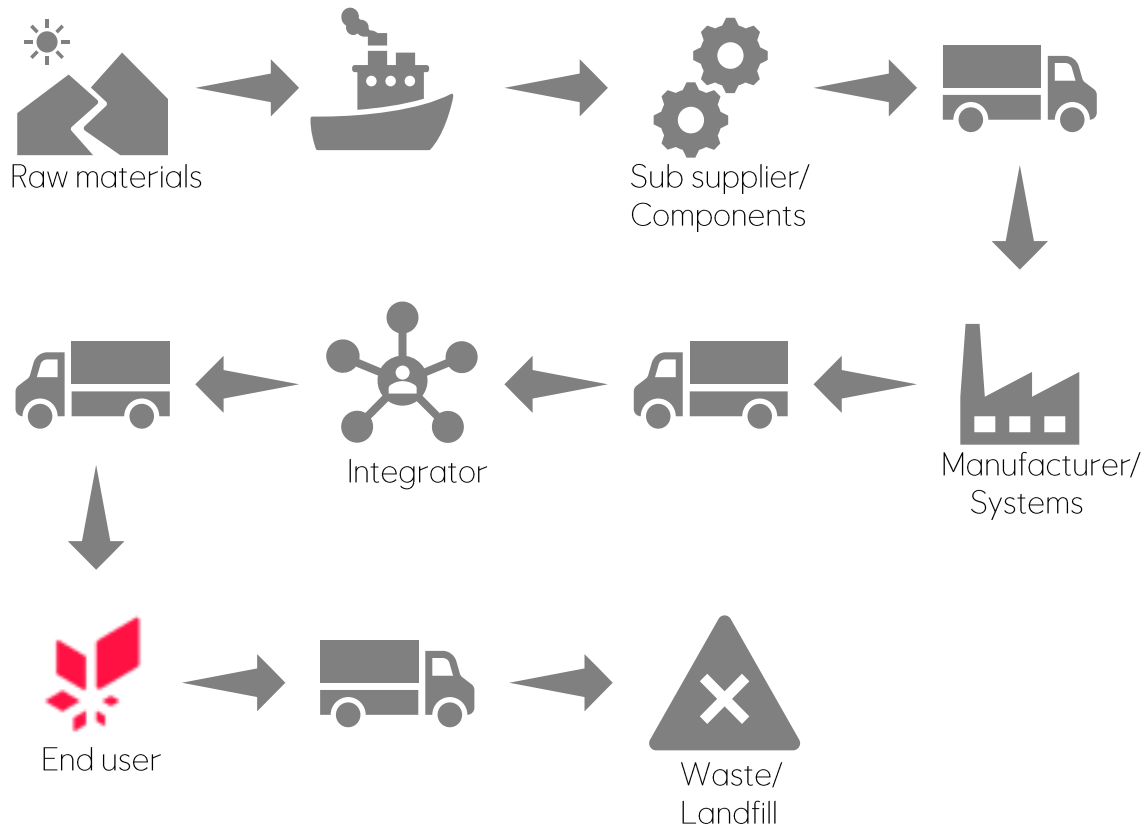 Raw materials
Sub supplier/
Components
Integrator
Manufacturer/
Systems
End user
Waste/
Landfill